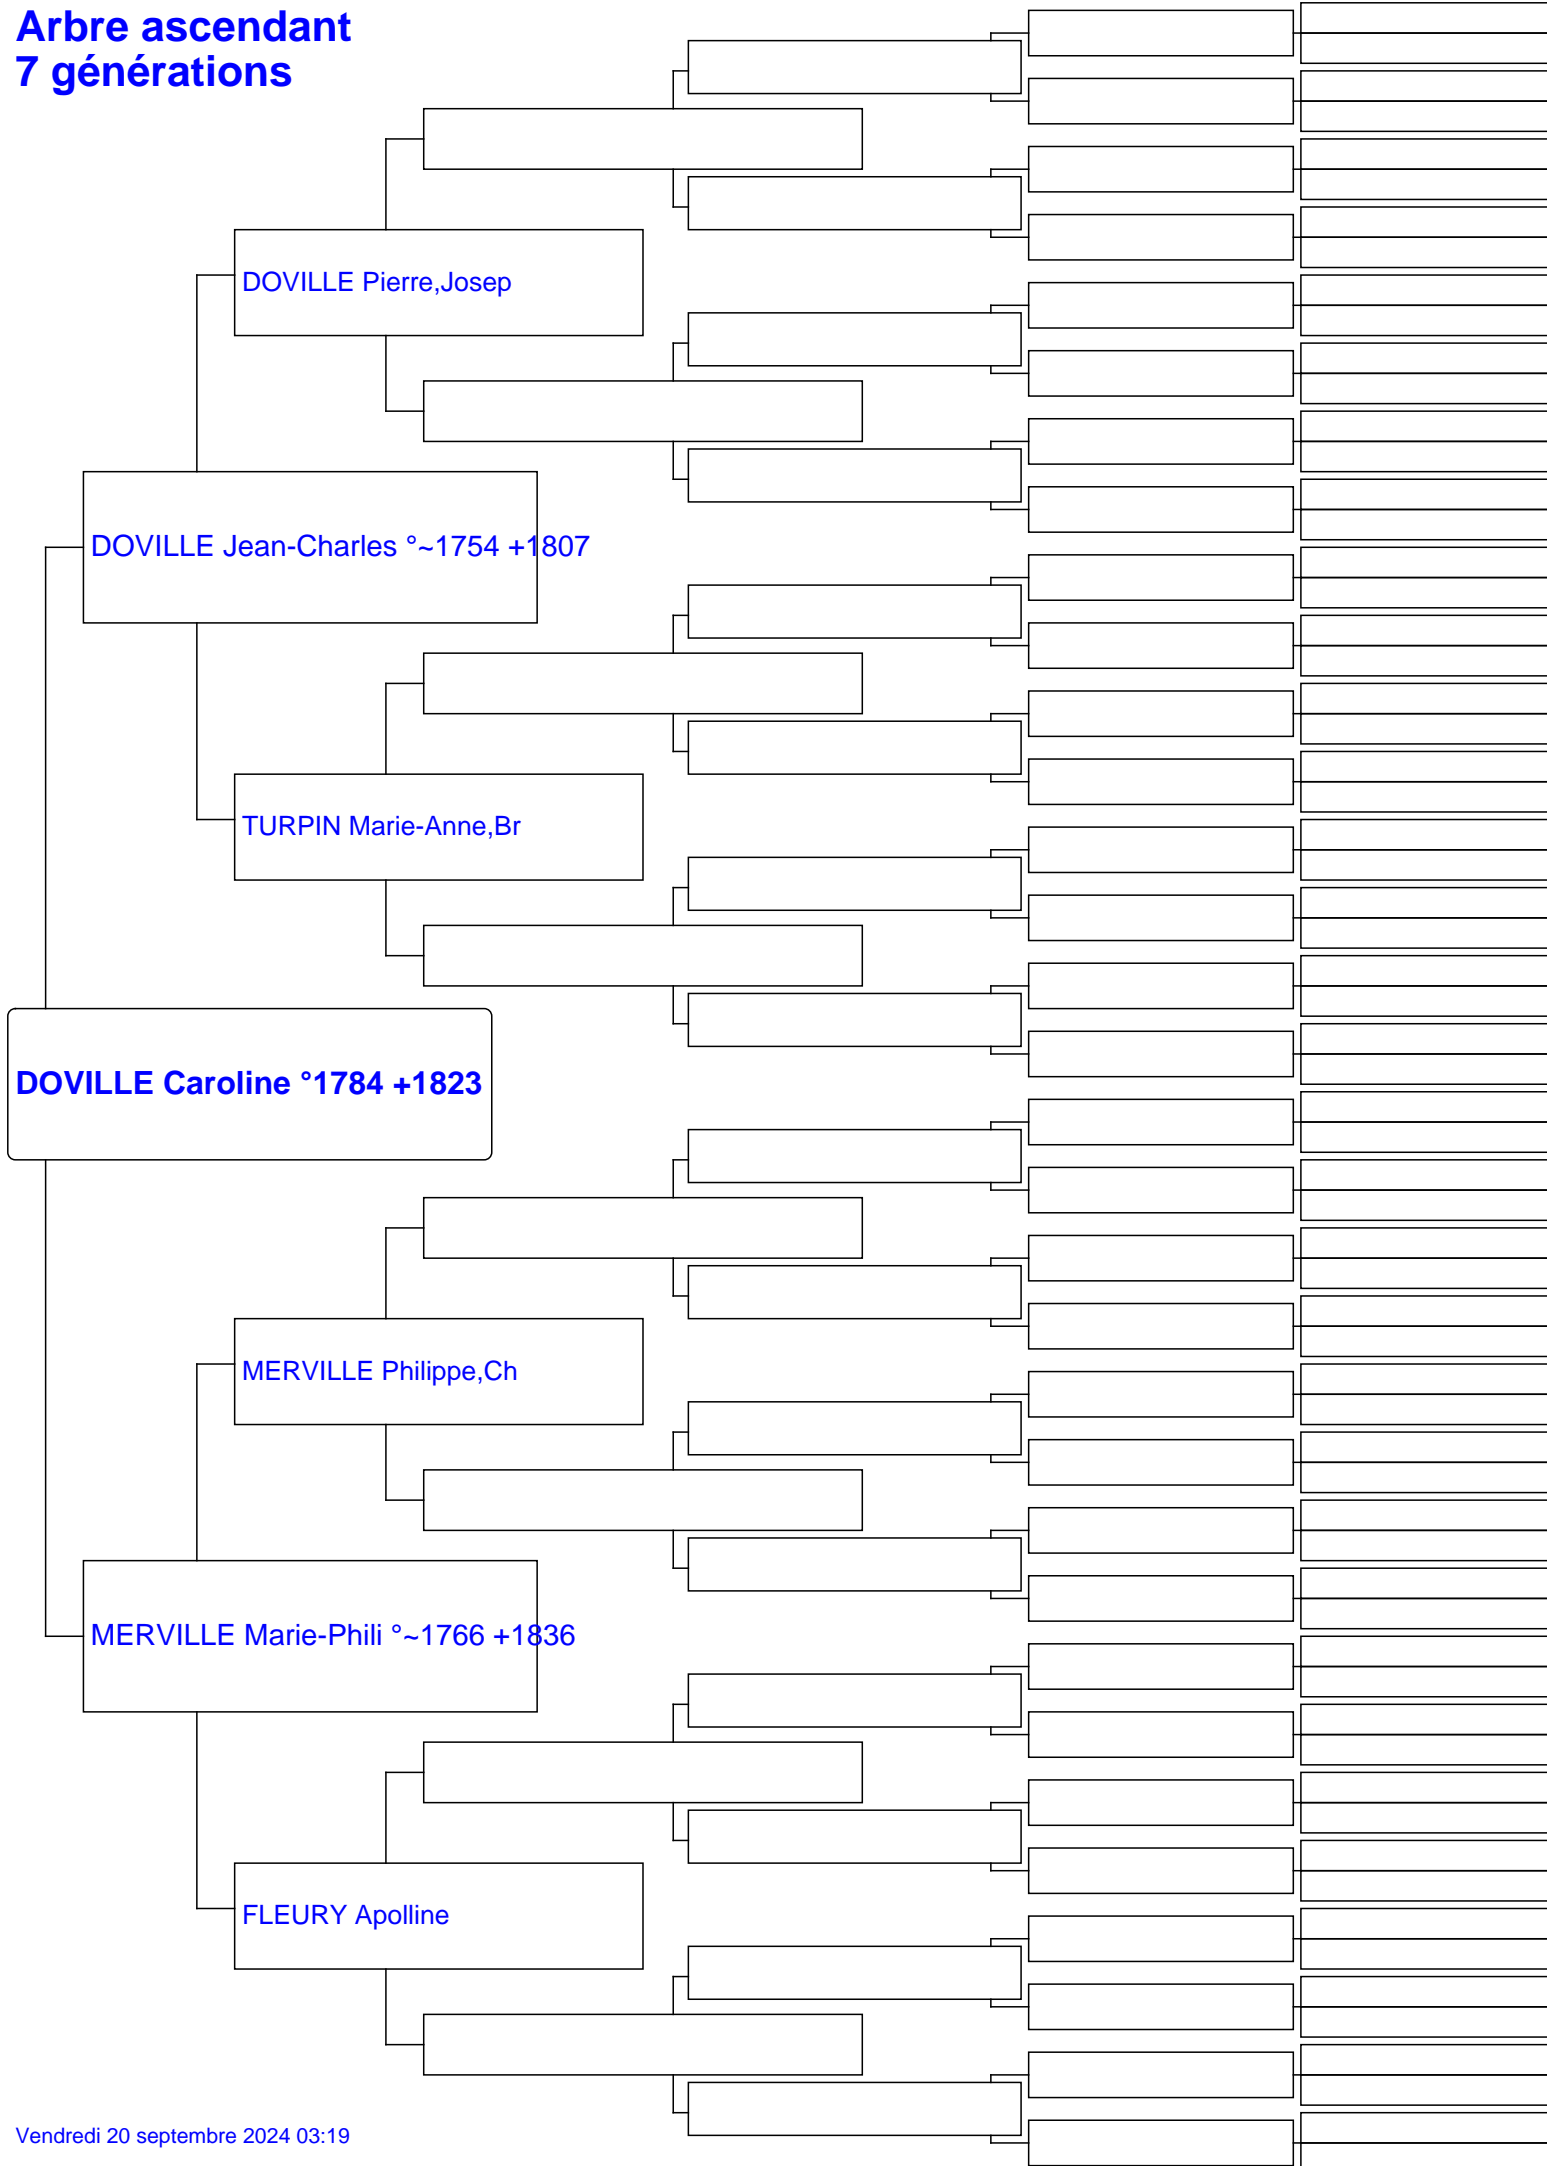 Arbre ascendant
7 générations
DOVILLE Pierre,Josep
DOVILLE Jean-Charles °~1754 +1807
TURPIN Marie-Anne,Br
DOVILLE Caroline °1784 +1823
MERVILLE Philippe,Ch
MERVILLE Marie-Phili °~1766 +1836
FLEURY Apolline
Vendredi 20 septembre 2024 03:19